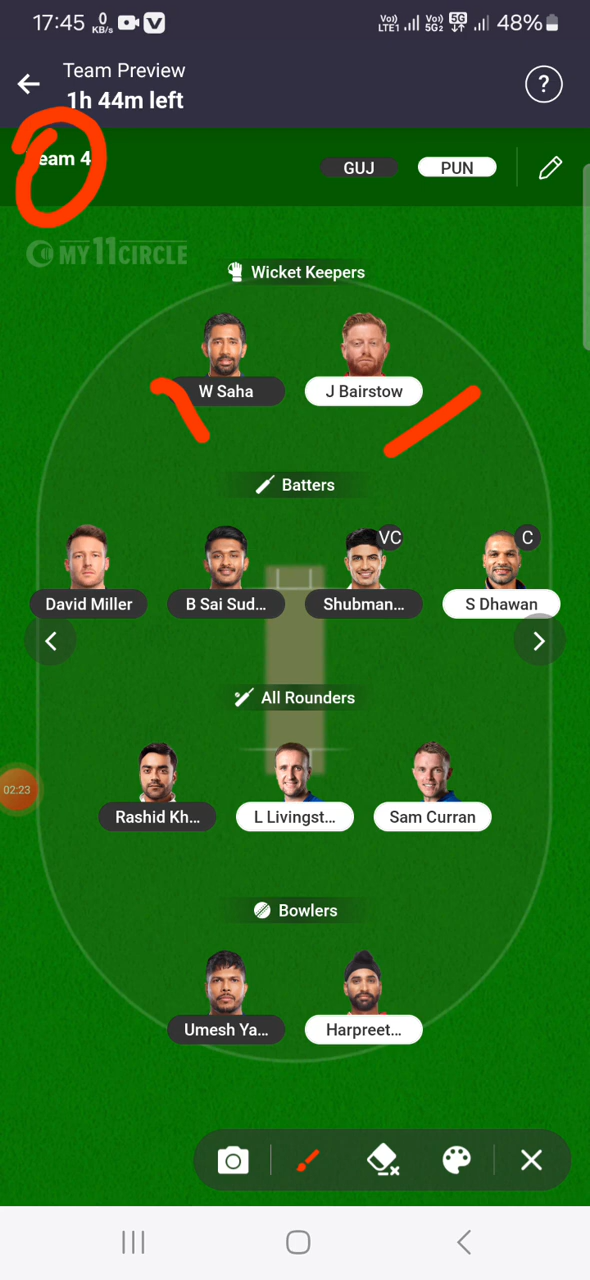 17:45 0 KB/s Vo)) LTE1 Vo)) 5G2 5G 48%
Team Preview
1h 44m left
?
eam 4
GUJ PUN
MY11CIRCLE
Wicket Keepers
W Saha J Bairstow
Batters
VC C
David Miller B Sai Sud... Shubman... S Dhawan
All Rounders
02:23
Rashid Kh... L Livingst... Sam Curran
Bowlers
Umesh Ya... Harpreet...